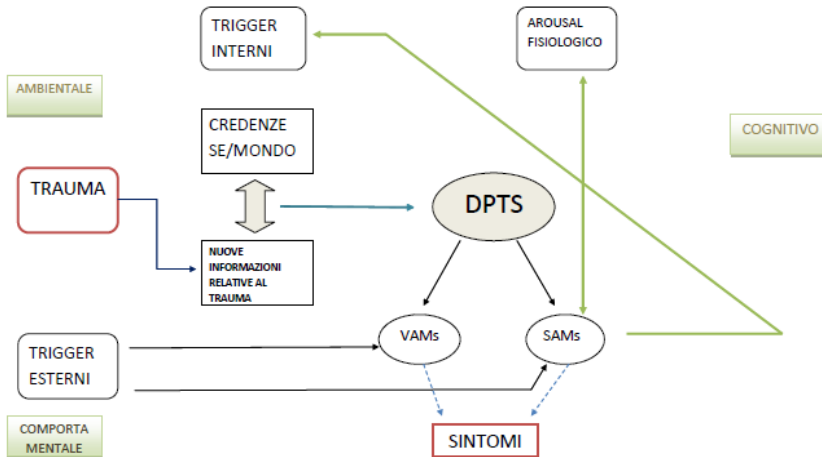 TRIGGER
INTERNI
AROUSAL
FISIOLOGICO
AMBIENTALE
CREDENZE
SE/MONDO
COGNITIVO
TRAUMA
DPTS
NUOVE
INFORMAZIONI
RELATIVE AL
TRAUMA
VAMs
SAMs
TRIGGER
ESTERNI
COMPORTA
MENTALE
SINTOMI